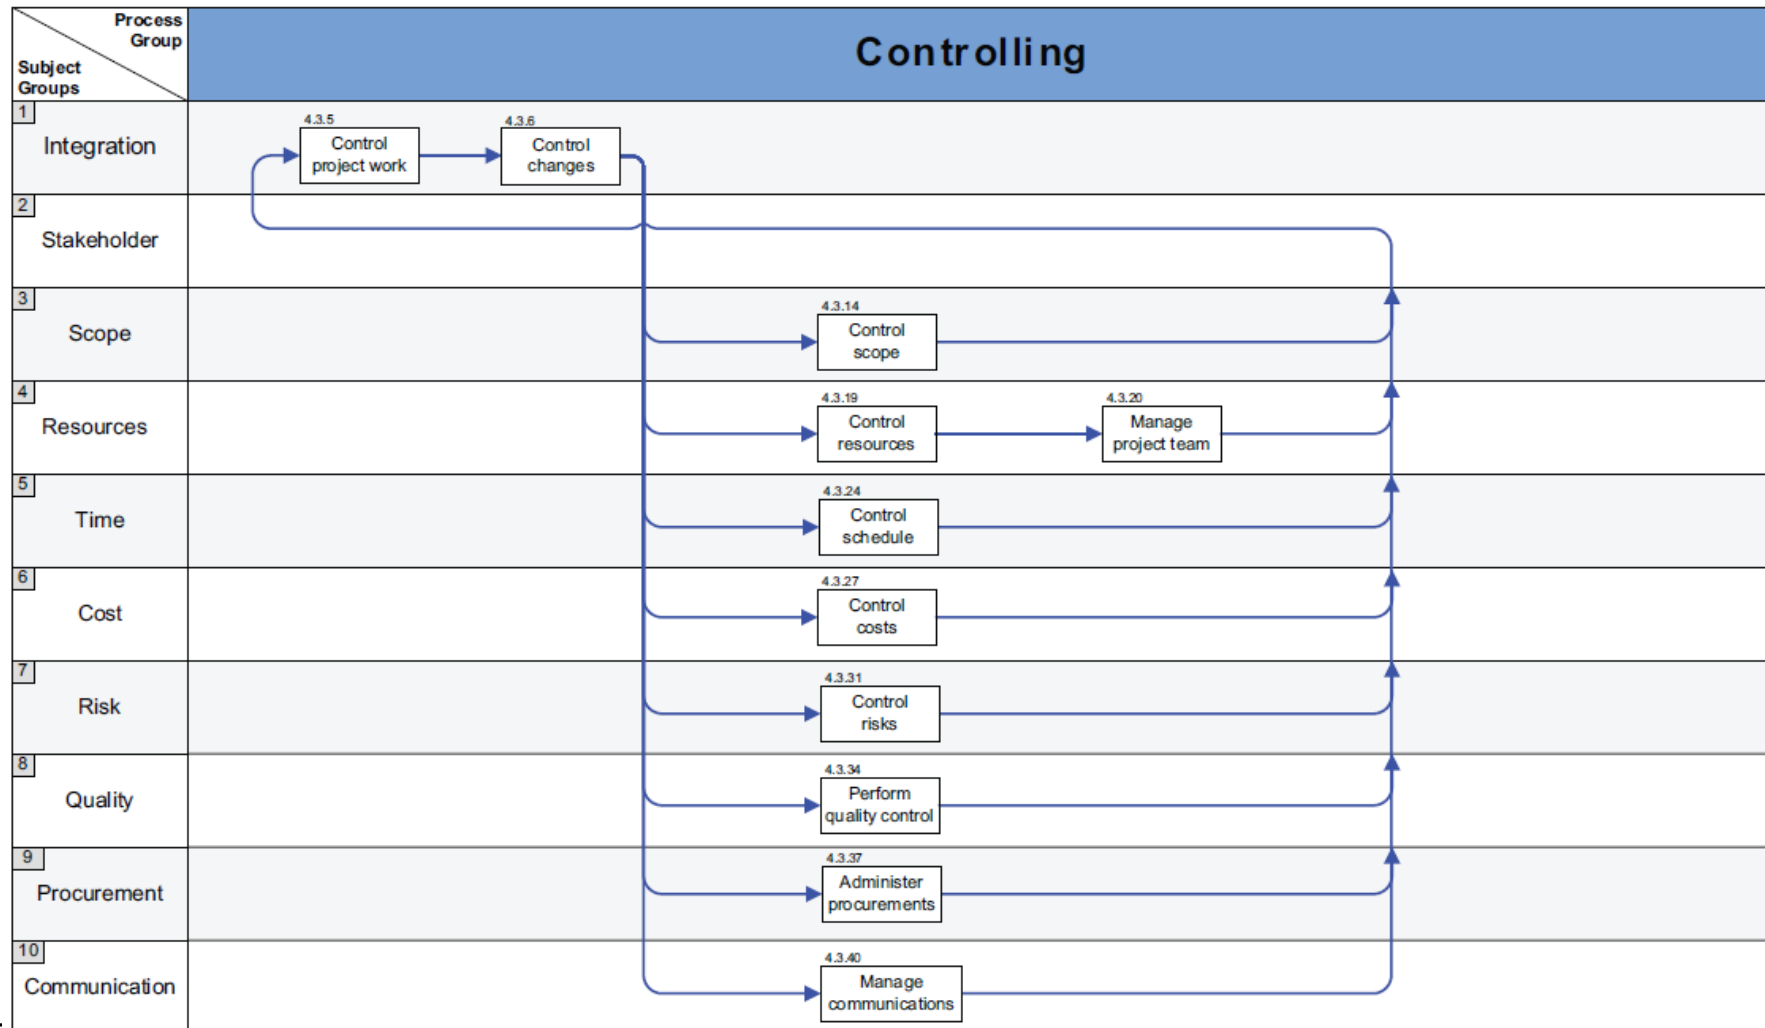 Process
Group
Subject
Groups
Controlling
1
Integration
4.3.5
Control
project work
4.3.6
Control
changes
2
Stakeholder
3
Scope
4.3.14
Control
scope
4
Resources
4.3.19
Control
resources
4.3.20
Manage
project team
5
Time
4.3.24
Control
schedule
6
Cost
4.3.27
Control
costs
7
Risk
4.3.31
Control
risks
8
Quality
4.3.34
Perform
quality control
9
Procurement
4.3.37
Administer
procurements
10
Communication
4.3.40
Manage
communications